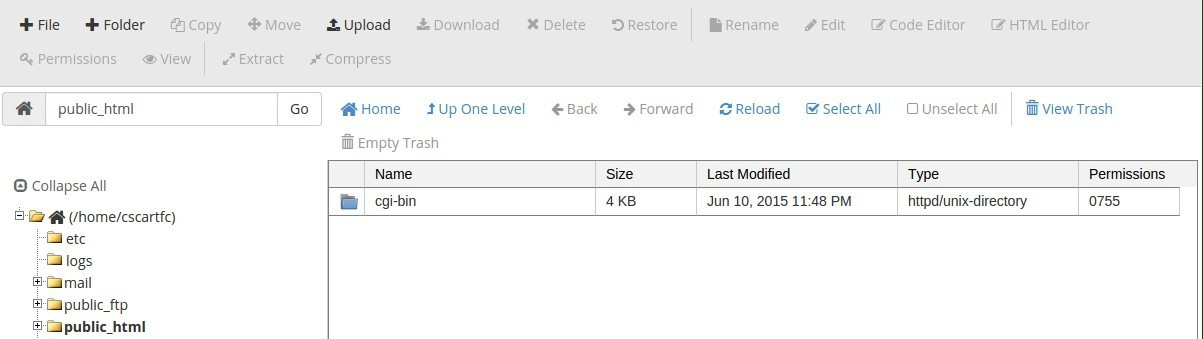 File Folder Copy Move Upload Download Delete Restore Rename Edit Code Editor HTML Editor
Permissions View Extract Compress
public_html Go
Home Up One Level Back Forward Reload Select All Unselect All View Trash
Empty Trash
Collapse All
(/home/cscartfc)
etc
logs
mail
public_ftp
public_html
Name Size Last Modified Type Permissions
cgi-bin 4 KB Jun 10, 2015 11:48 PM httpd/unix-directory 0755